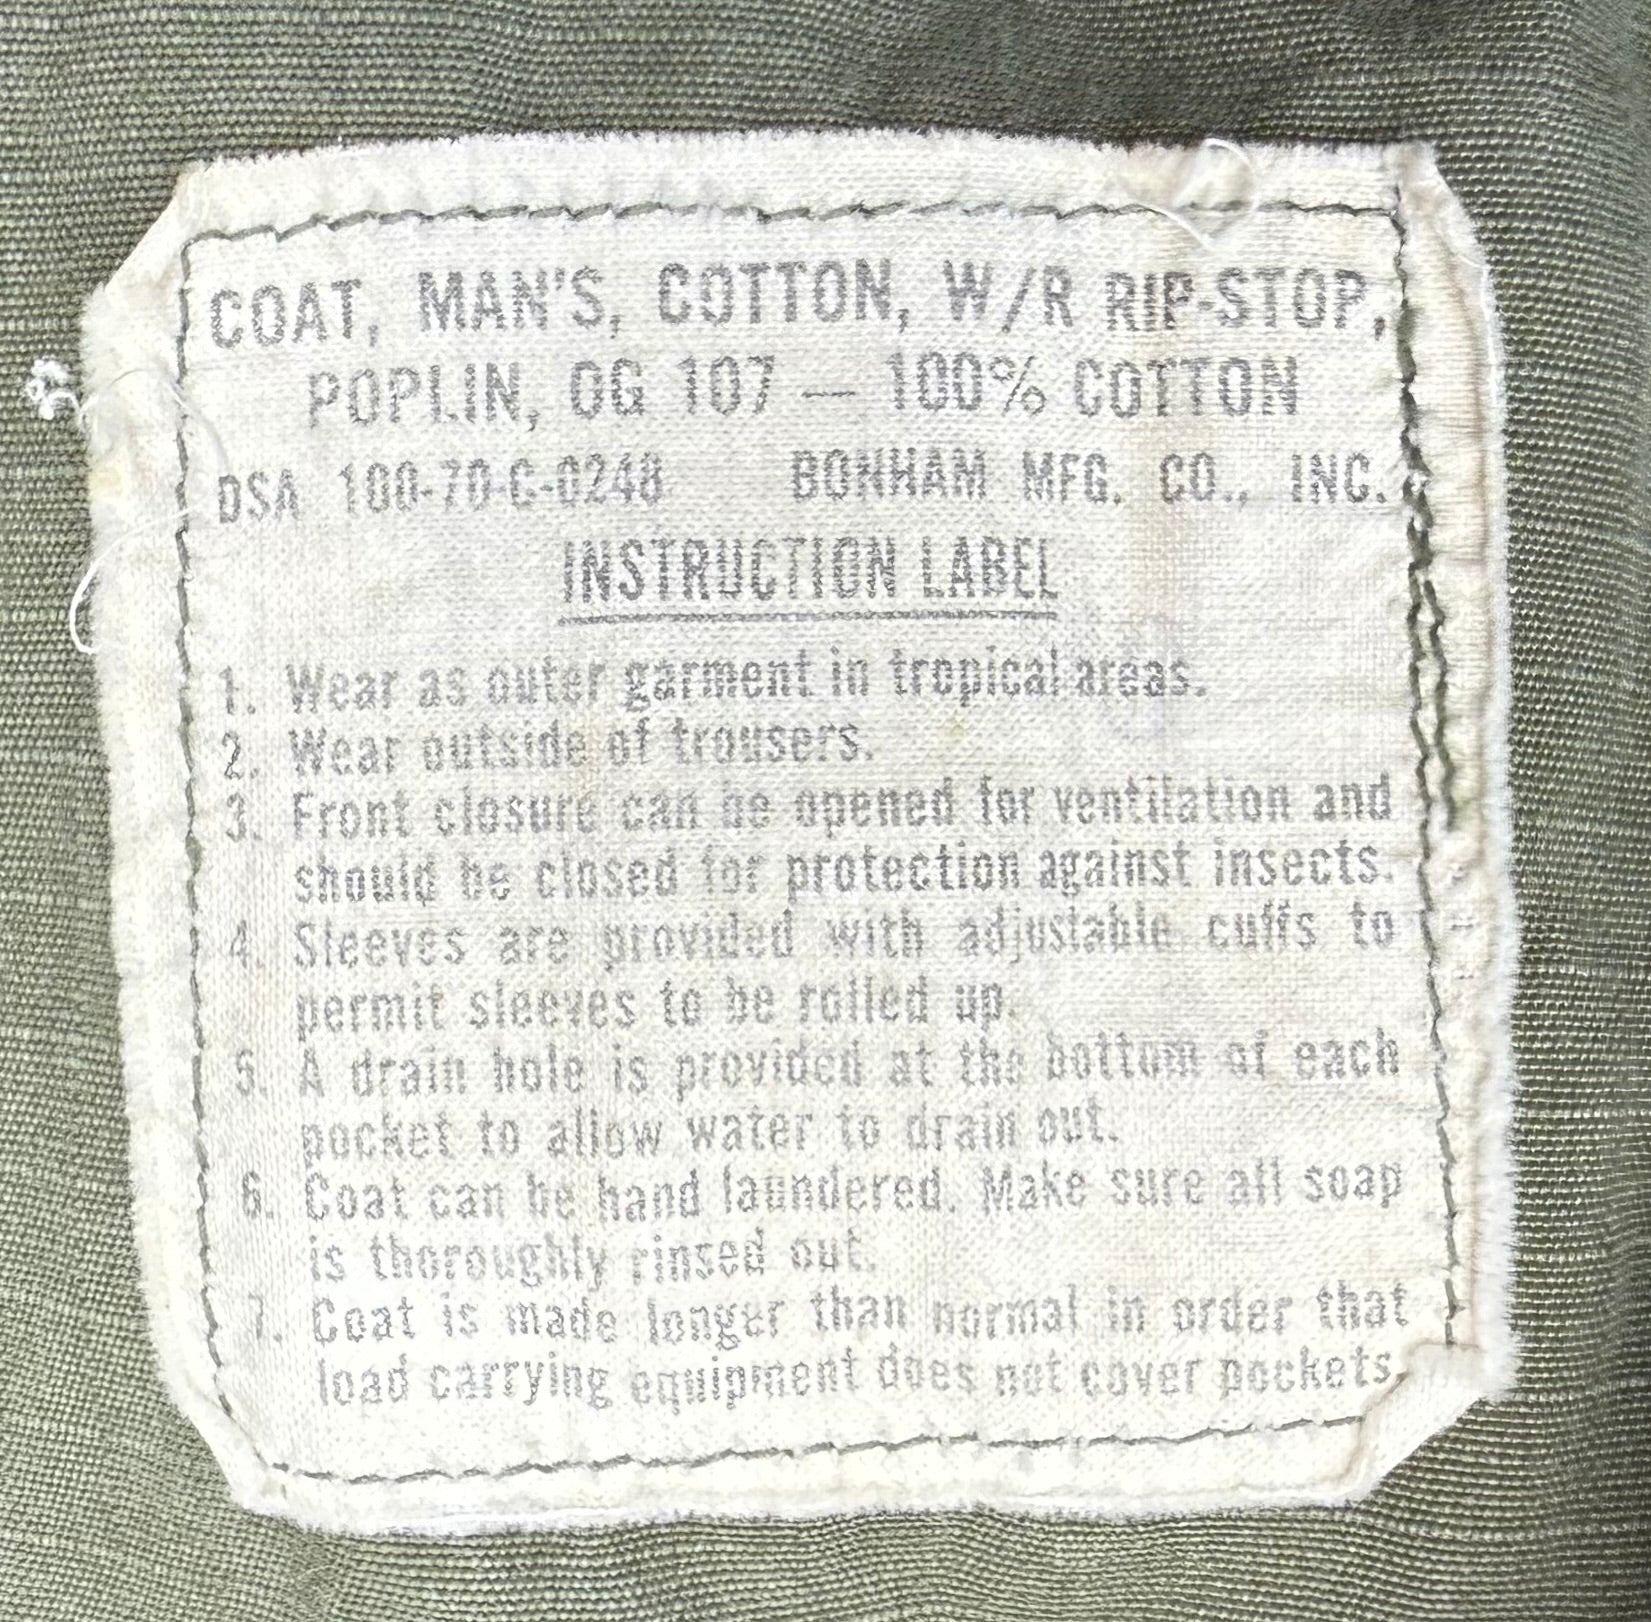 COAT, MAN'S, COTTON, W/R RIP-STOP,
POPLIN, OG 107 — 100% COTTON
DSA 100-70-C-0248 BONHAM MFG. CO., INC.
INSTRUCTION LABEL
1. Wear as outer garment in tropical areas.
2. Wear outside of trousers.
3. Front closure can be opened for ventilation and
should be closed for protection against insects.
4. Sleeves are provided with adjustable cuffs to
permit sleeves to be rolled up.
5. A drain hole is provided at the bottom of each
pocket to allow water to drain out.
6. Coat can be hand laundered. Make sure all soap
is thoroughly rinsed out.
7. Coat is made longer than normal in order that
load carrying equipment does not cover pockets.